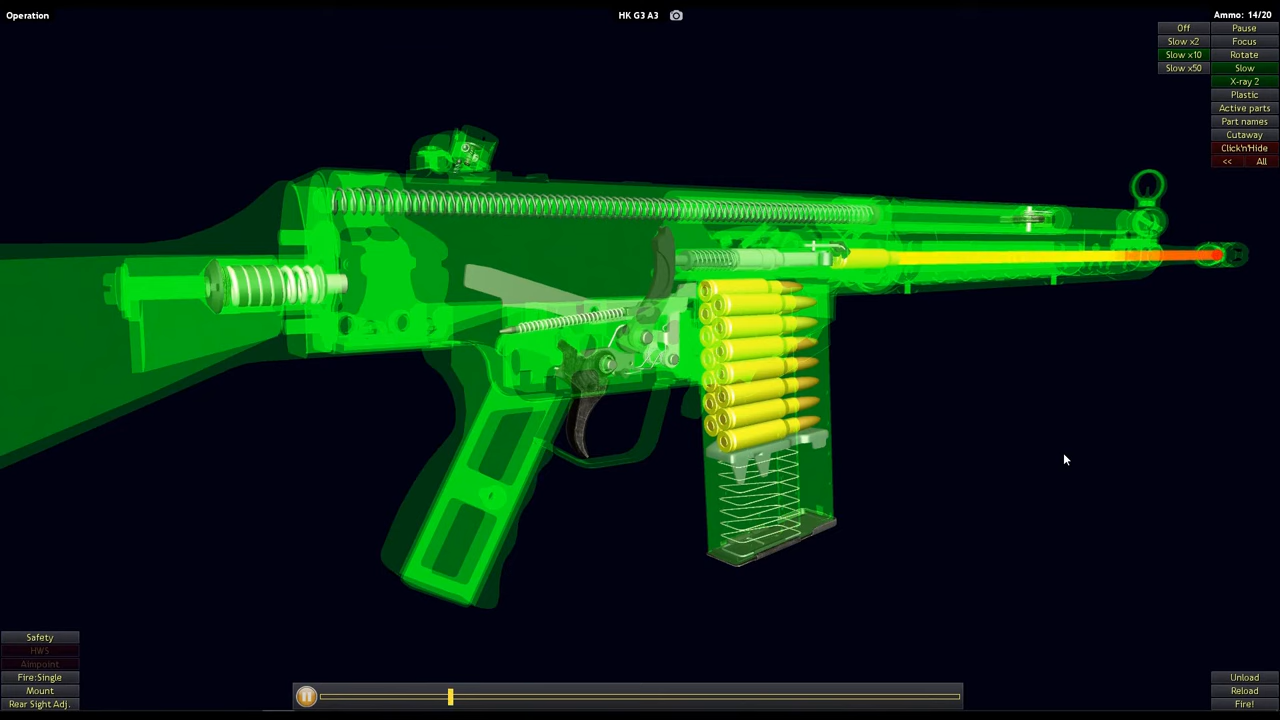 Operation
HK G3 A3
Ammo: 14/20
Off
Pause
Slow x2
Focus
Slow x10
Rotate
Slow x50
Slow
X-ray 2
Plastic
Active parts
Part names
Cutaway
Click'n'Hide
<<
All
Safety
HWS
Aimpoint
Fire:Single
Mount
Rear Sight Adj.
Unload
Reload
Fire!